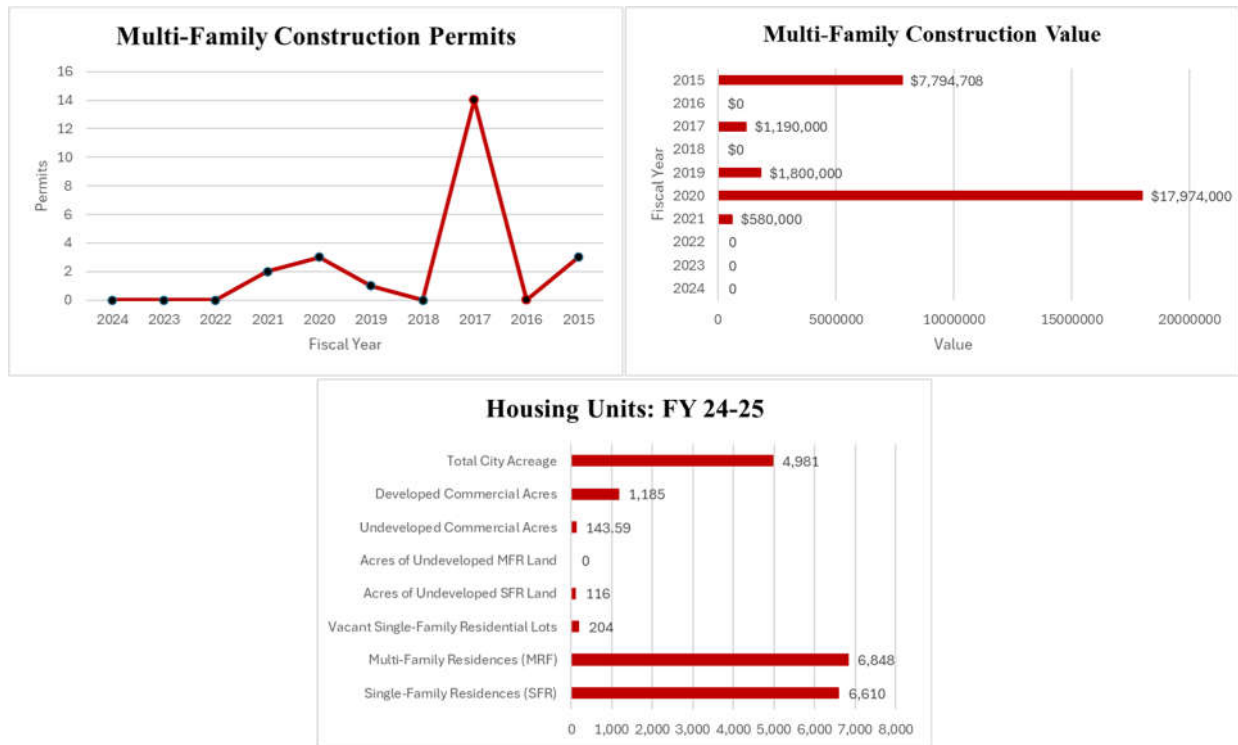 Multi-Family Construction Permits
16
14
12
10
8
6
4
2
0
Permits
2024 2023 2022 2021 2020 2019 2018 2017 2016 2015
Fiscal Year
Multi-Family Construction Value
Fiscal Year
2015 $7,794,708
2016 $0
2017 $1,190,000
2018 $0
2019 $1,800,000
2020 $17,974,000
2021 $580,000
2022 0
2023 0
2024 0
0 5000000 10000000 15000000 20000000
Value
Housing Units: FY 24-25
Total City Acreage 4,981
Developed Commercial Acres 1,185
Undeveloped Commercial Acres 143.59
Acres of Undeveloped MFR Land 0
Acres of Undeveloped SFR Land 116
Vacant Single-Family Residential Lots 204
Multi-Family Residences (MRF) 6,848
Single-Family Residences (SFR) 6,610
0 1,000 2,000 3,000 4,000 5,000 6,000 7,000 8,000